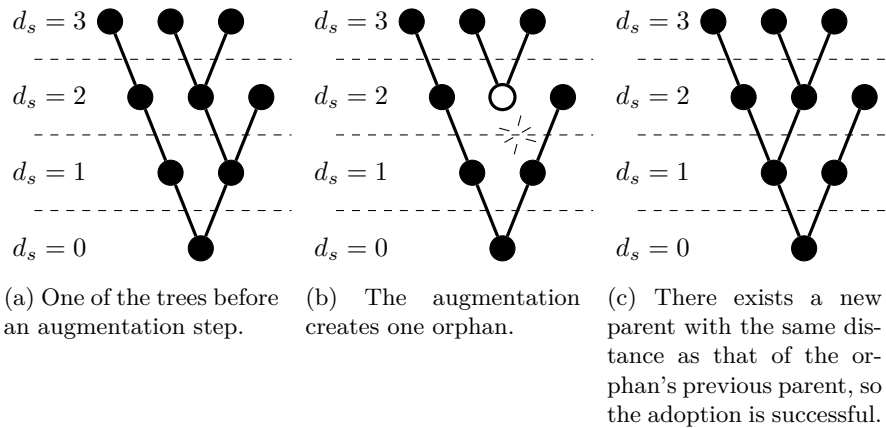 d_s = 3
d_s = 2
d_s = 1
d_s = 0
(a) One of the trees before
an augmentation step.
d_s = 3
d_s = 2
d_s = 1
d_s = 0
(b) The augmentation
creates one orphan.
d_s = 3
d_s = 2
d_s = 1
d_s = 0
(c) There exists a new
parent with the same dis-
tance as that of the or-
phan's previous parent, so
the adoption is successful.